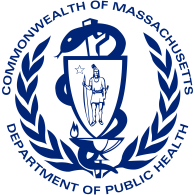 COMMONWEALTH OF MASSACHUSETTS
DEPARTMENT OF PUBLIC HEALTH